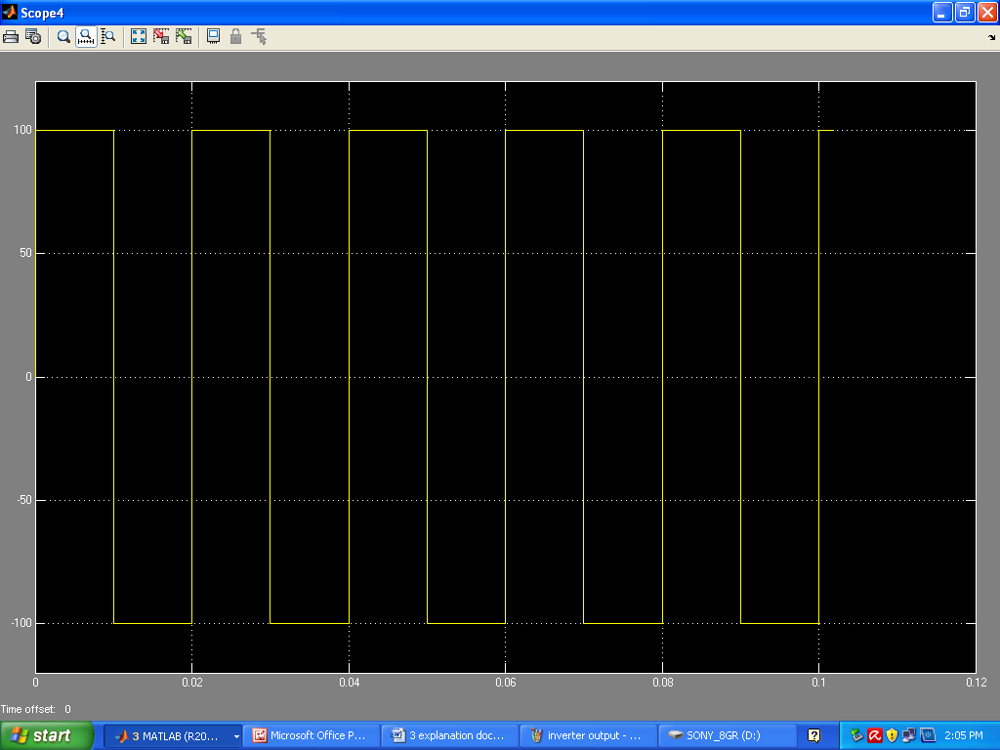 Scope4
100
50
0
-50
-100
0 0.02 0.04 0.06 0.08 0.1 0.12
Time offset: 0
start 3 MATLAB (R20... Microsoft Office P... 3 explanation doc... inverter output - ... SONY_8GR (D:) 2:05 PM